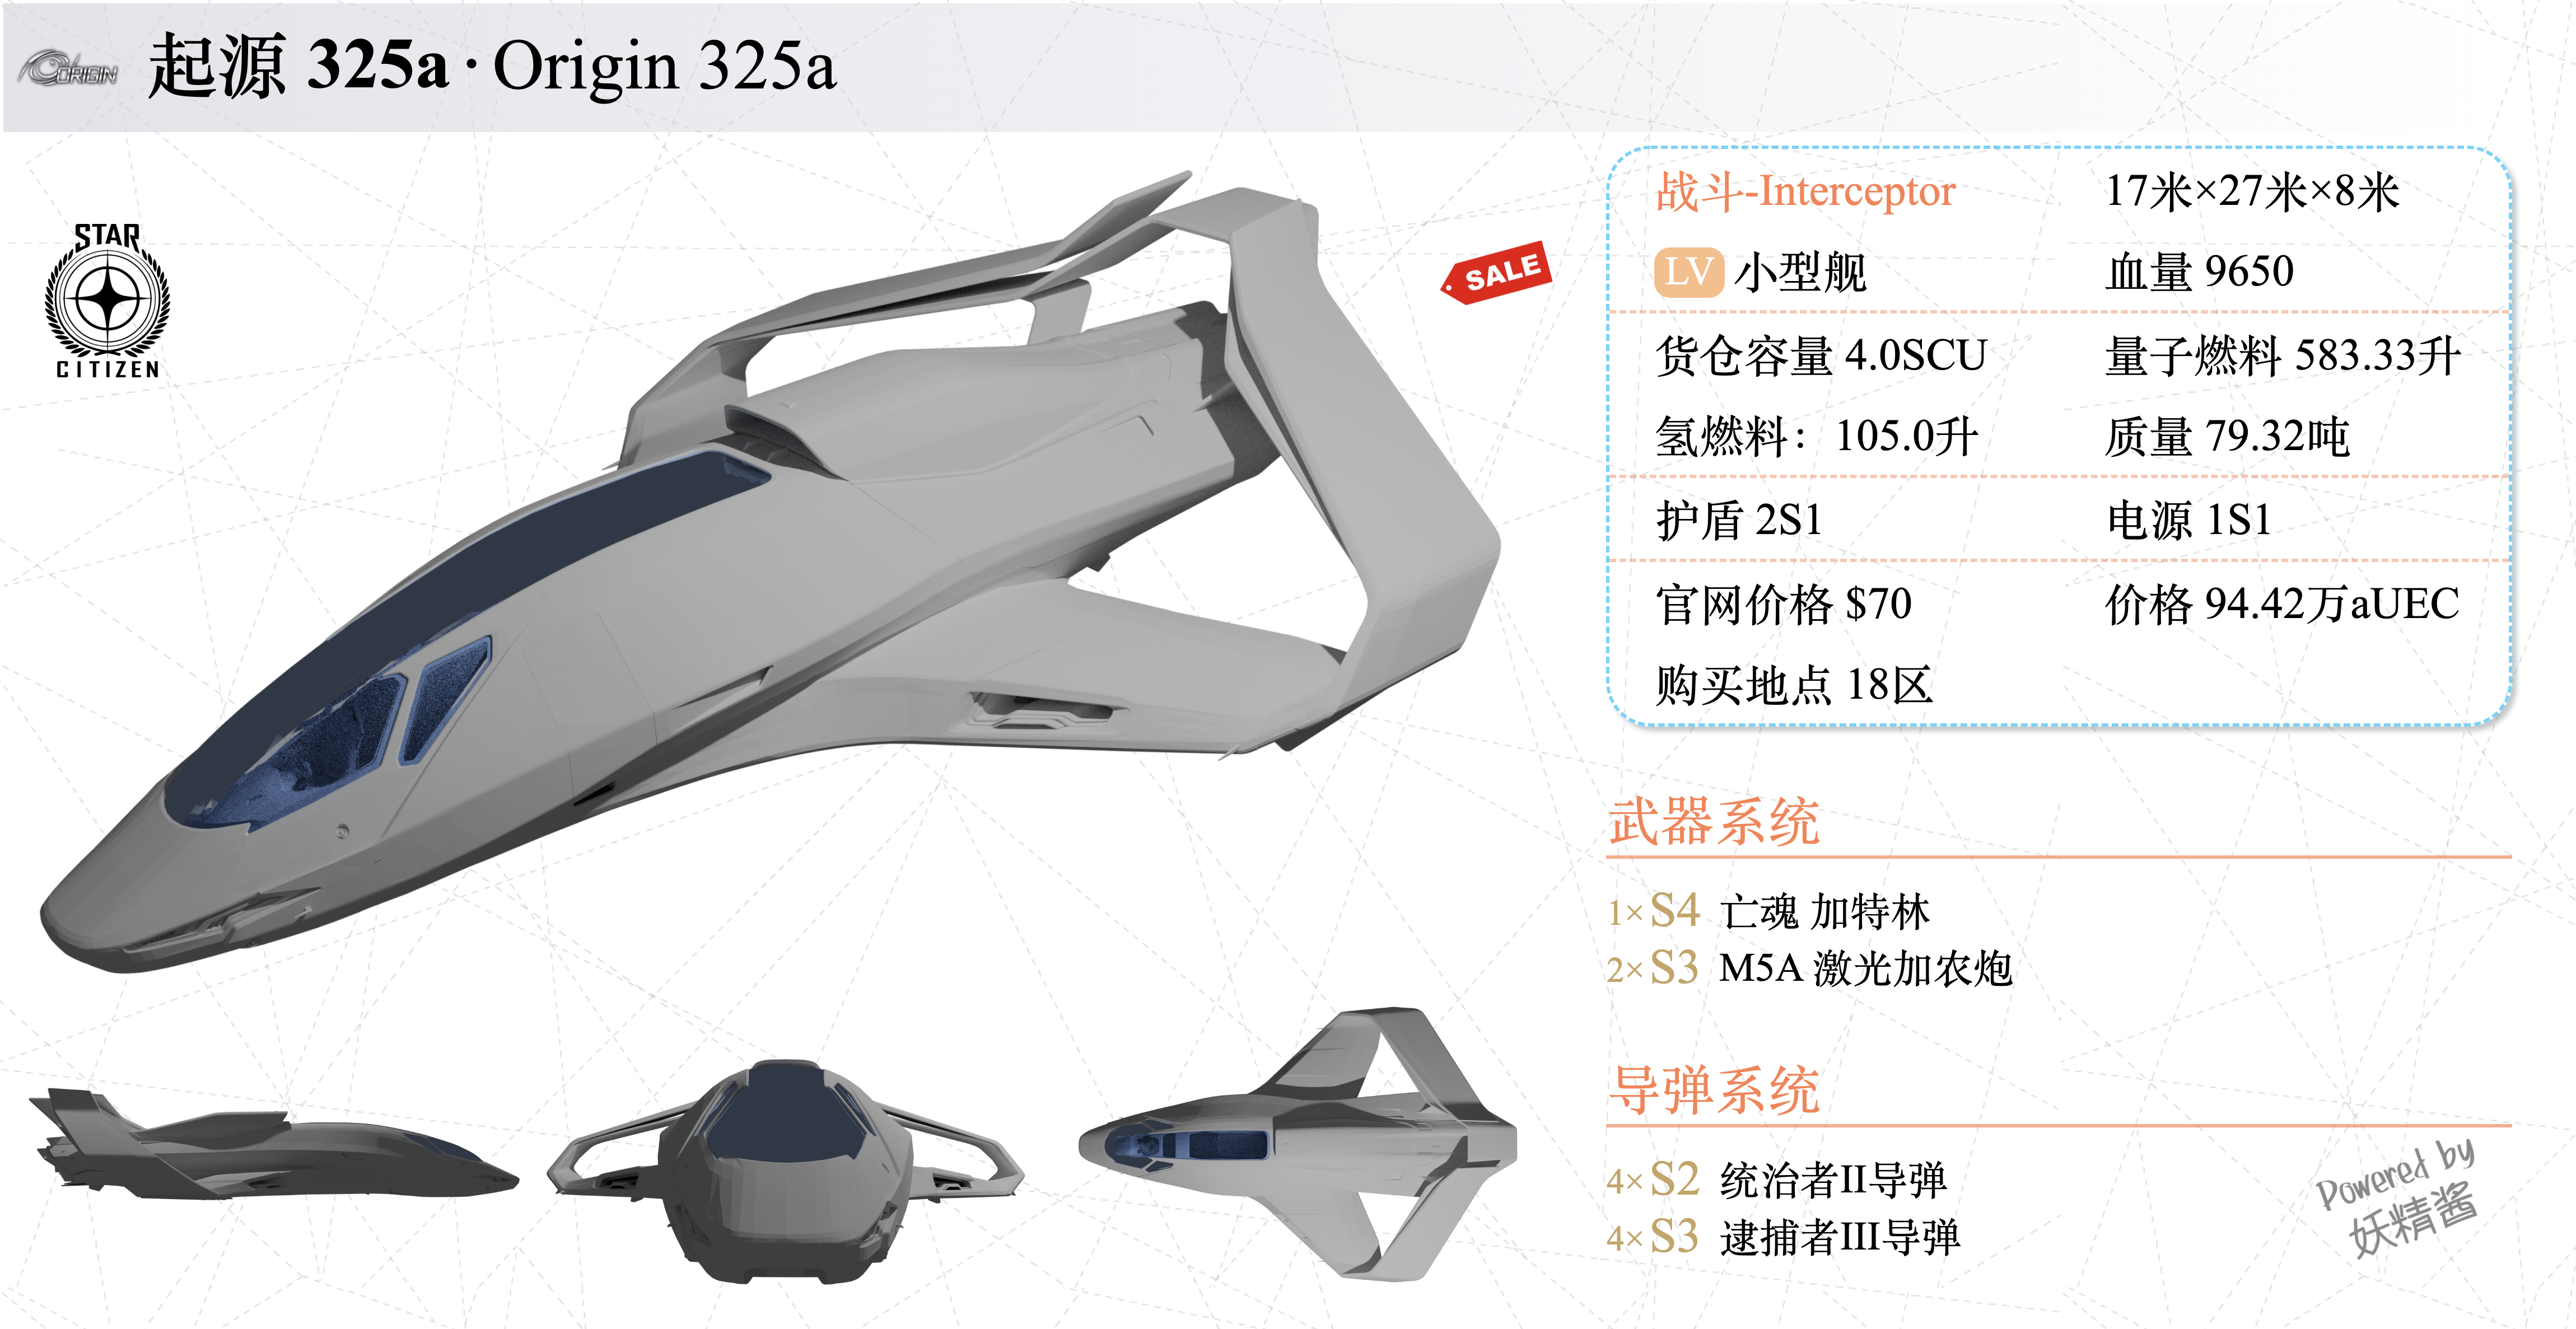 ORIGIN
起源 325a · Origin 325a
STAR
CITIZEN
SALE
战斗-Interceptor 17米×27米×8米
LV 小型舰 血量 9650
货仓容量 4.0SCU 量子燃料 583.33升
氢燃料：105.0升 质量 79.32吨
护盾 2S1 电源 1S1
官网价格 $70 价格 94.42万aUEC
购买地点 18区
武器系统
1× S4 亡魂 加特林
2× S3 M5A 激光加农炮
导弹系统
4× S2 统治者II导弹
4× S3 逮捕者III导弹
Powered by
妖精酱